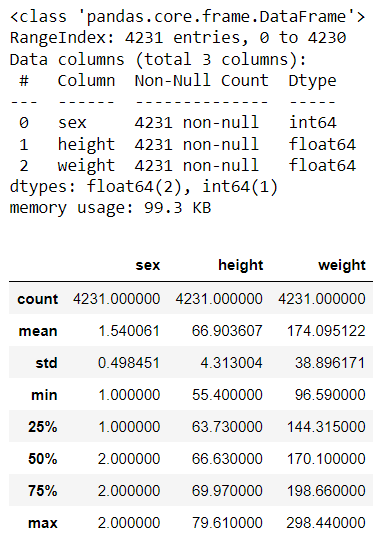 <class 'pandas.core.frame.DataFrame'>
RangeIndex: 4231 entries, 0 to 4230
Data columns (total 3 columns):
 #   Column  Non-Null Count  Dtype
---  ------  --------------  -----
 0   sex     4231 non-null   int64
 1   height  4231 non-null   float64
 2   weight  4231 non-null   float64
dtypes: float64(2), int64(1)
memory usage: 99.3 KB
sex height weight
count 4231.000000 4231.000000 4231.000000
mean 1.540061 66.903607 174.095122
std 0.498451 4.313004 38.896171
min 1.000000 55.400000 96.590000
25% 1.000000 63.730000 144.315000
50% 2.000000 66.630000 170.100000
75% 2.000000 69.970000 198.660000
max 2.000000 79.610000 298.440000